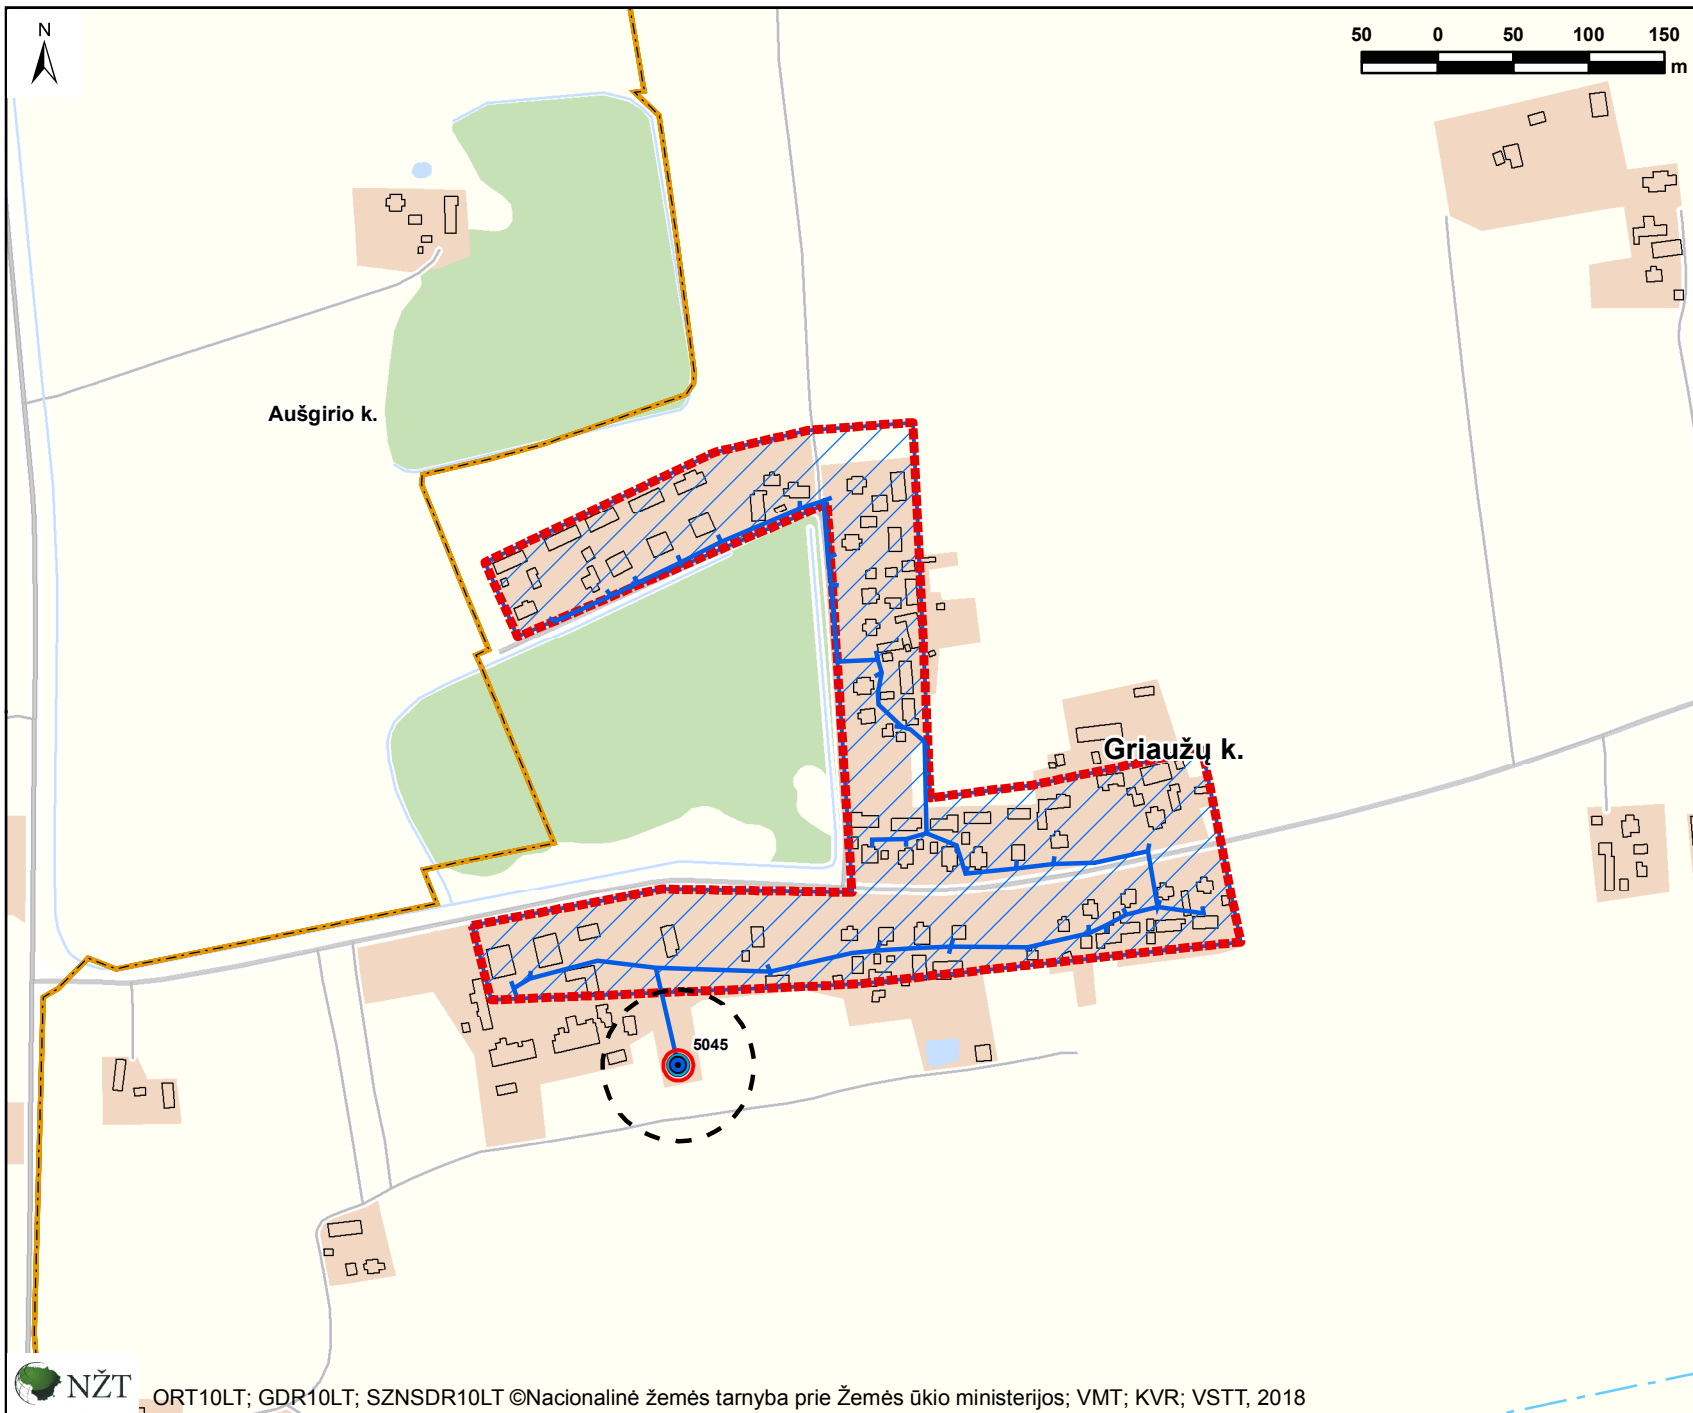 N
50 0 50 100 150
m
Aušgirio k.
Griaužų k.
5045
NŽT
ORT10LT; GDR10LT; SZNSDR10LT ©Nacionalinė žemės tarnyba prie Žemės ūkio ministerijos; VMT; KVR; VSTT, 2018